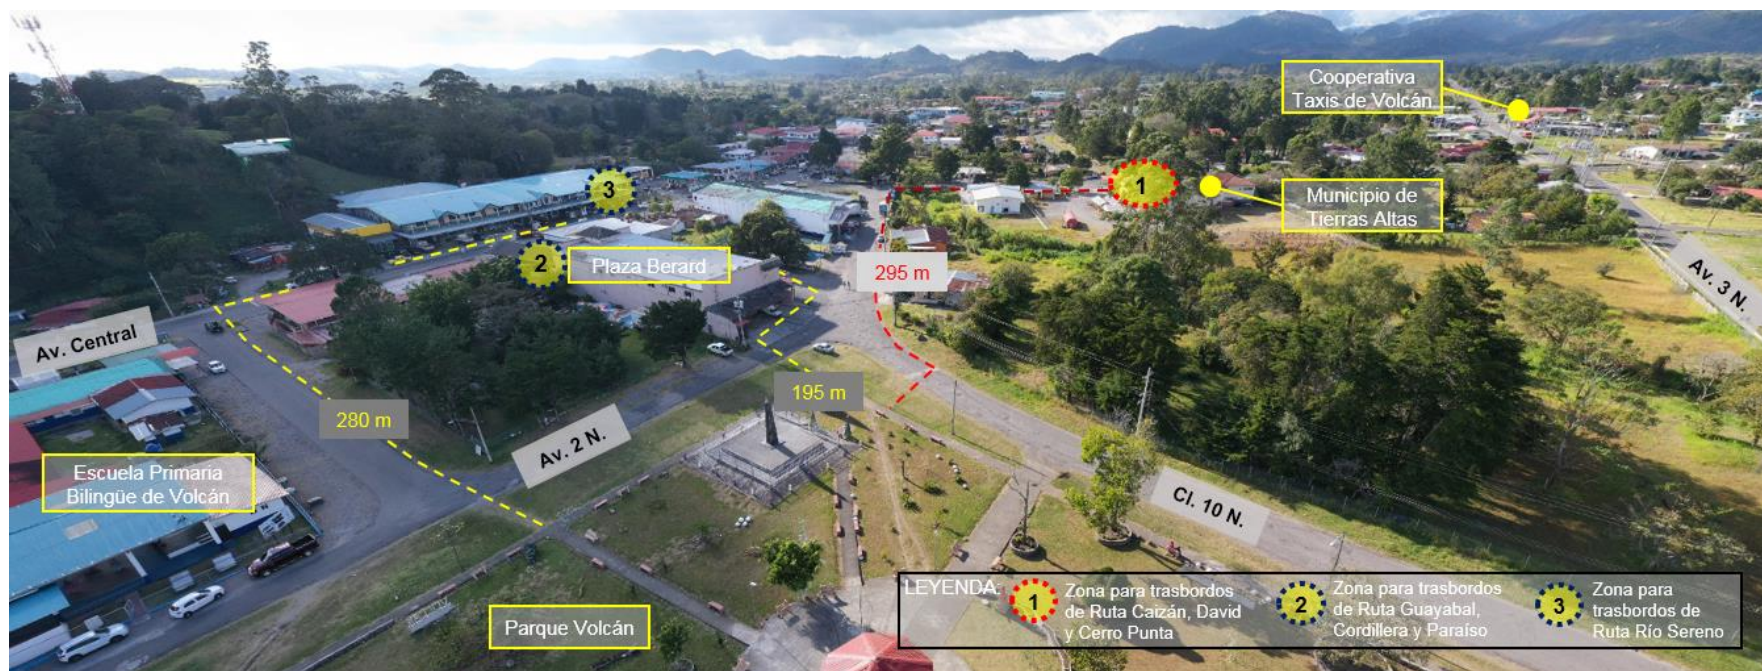 Cooperativa
Taxis de Volcán
3
1
Municipio de
Tierras Altas
2
Plaza Berard
295 m
Av. 3 N.
Av. Central
195 m
280 m
Av. 2 N.
Escuela Primaria
Bilingüe de Volcán
Cl. 10 N.
Parque Volcán
LEYENDA:
1
Zona para trasbordos
de Ruta Caizán, David
y Cerro Punta
2
Zona para trasbordos
de Ruta Guayabal,
Cordillera y Paraíso
3
Zona para
trasbordos de
Ruta Río Sereno